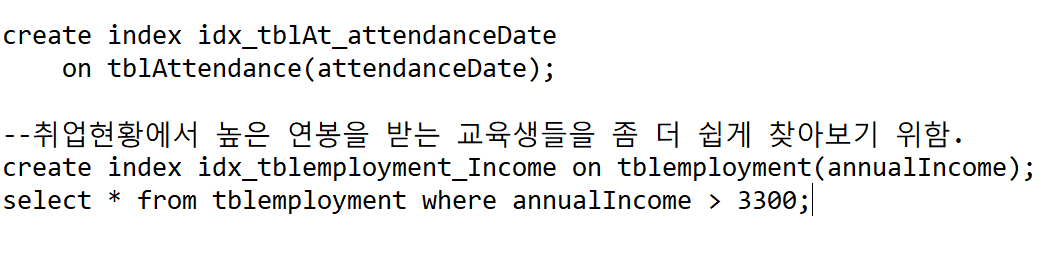 create index idx_tblAt_attendanceDate
on tblAttendance(attendanceDate);
--취업현황에서 높은 연봉을 받는 교육생들을 좀 더 쉽게 찾아보기 위함.
create index idx_tblemployment_Income on tblemployment(annualIncome);
select * from tblemployment where annualIncome > 3300;